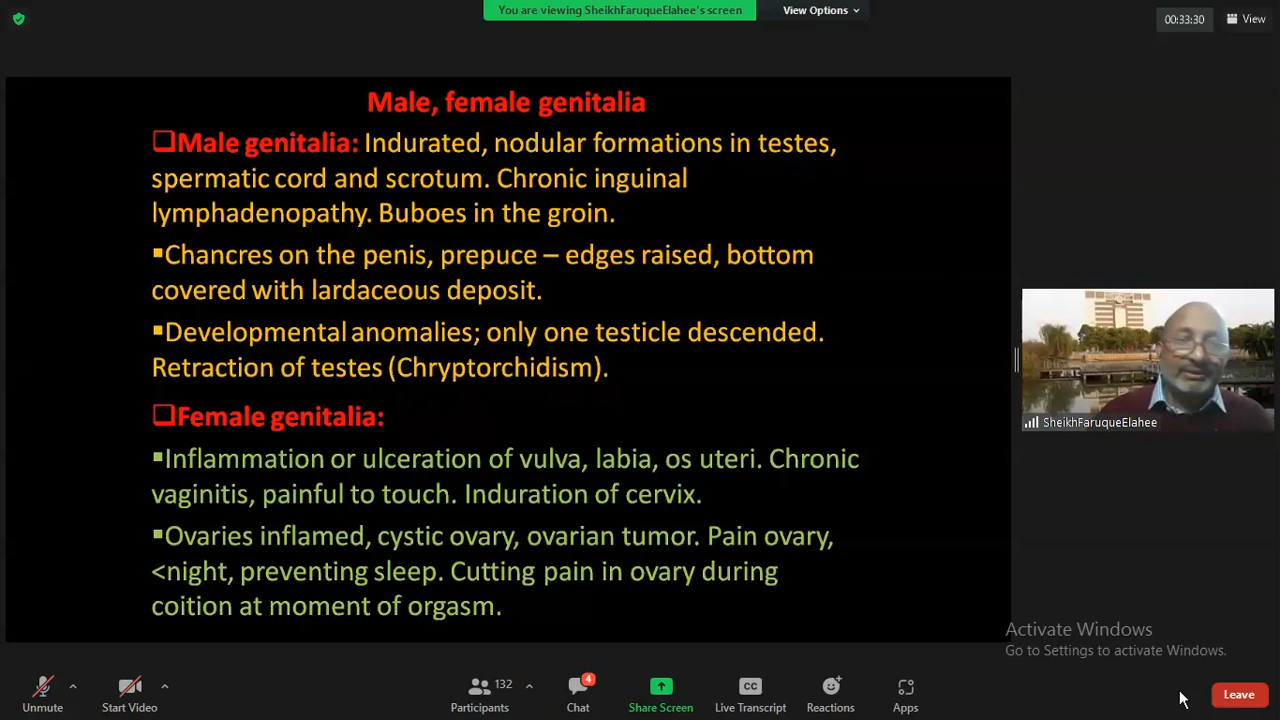 You are viewing SheikhFaruqueElahee's screen
View Options
00:33:30
View
Male, female genitalia
Male genitalia: Indurated, nodular formations in testes,
spermatic cord and scrotum. Chronic inguinal
lymphadenopathy. Buboes in the groin.
Chancres on the penis, prepuce – edges raised, bottom
covered with lardaceous deposit.
Developmental anomalies; only one testicle descended.
Retraction of testes (Chryptorchidism).
Female genitalia:
Inflammation or ulceration of vulva, labia, os uteri. Chronic
vaginitis, painful to touch. Induration of cervix.
Ovaries inflamed, cystic ovary, ovarian tumor. Pain ovary,
<night, preventing sleep. Cutting pain in ovary during
coition at moment of orgasm.
SheikhFaruqueElahee
Activate Windows
Go to Settings to activate Windows.
Unmute
Start Video
132
Participants
4
Chat
Share Screen
CC
Live Transcript
Reactions
Apps
Leave